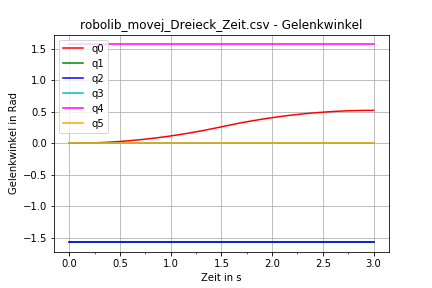 robolib_movej_Dreieck_Zeit.csv - Gelenkwinkel
Gelenkwinkel in Rad
1.5
1.0
0.5
0.0
−0.5
−1.0
−1.5
q0
q1
q2
q3
q4
q5
0.0 0.5 1.0 1.5 2.0 2.5 3.0
Zeit in s